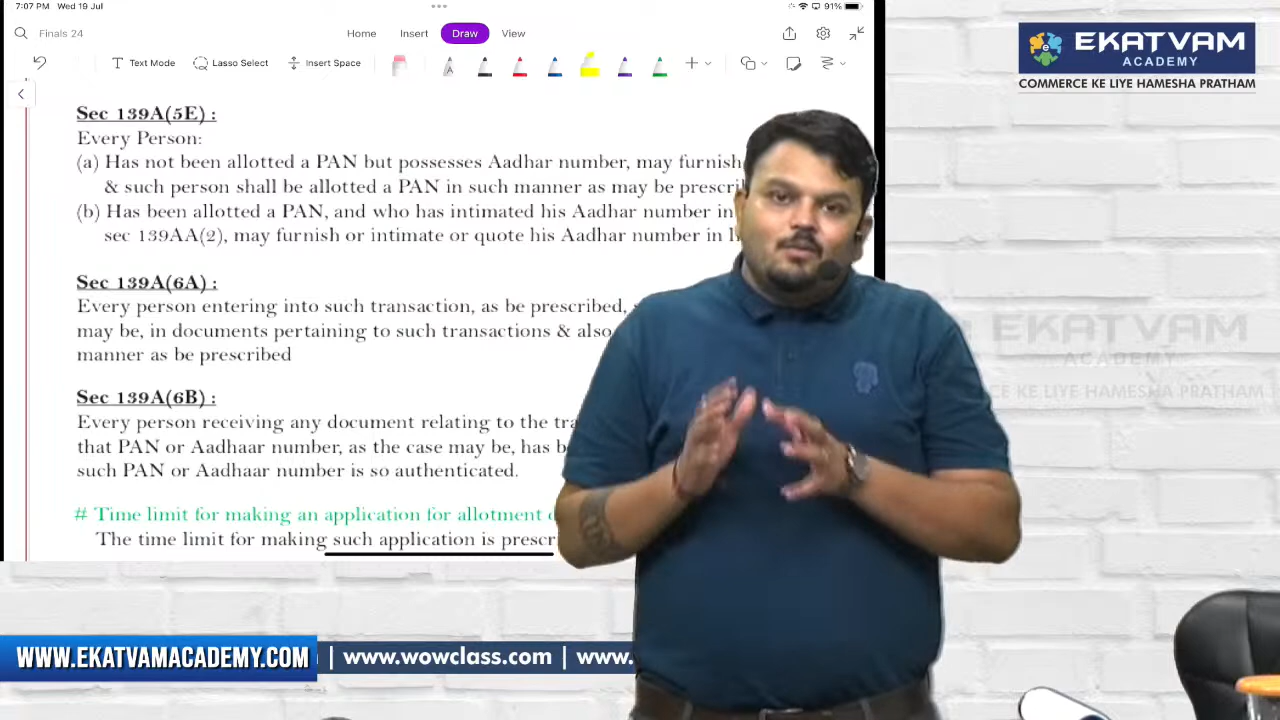 7:07 PM Wed 19 Jul
91%
Finals 24
Home Insert Draw View
Text Mode Lasso Select Insert Space
Sec 139A(5E) :
Every Person:
(a) Has not been allotted a PAN but possesses Aadhar number, may furnish
& such person shall be allotted a PAN in such manner as may be
(b) Has been allotted a PAN, and who has intimated his Aadhar number in
sec 139AA(2), may furnish or intimate or quote his Aadhar number in
Sec 139A(6A) :
Every person entering into such transaction, as be prescribed,
may be, in documents pertaining to such transactions & also
manner as be prescribed
Sec 139A(6B) :
Every person receiving any document relating to the
that PAN or Aadhaar number, as the case may be, has
such PAN or Aadhaar number is so authenticated.
# Time limit for making an application for allotment
The time limit for making such application is
EKATVAM
ACADEMY
COMMERCE KE LIYE HAMESHA PRATHAM
EKATVAM
ACADEMY
KE LIYE HAMESHA PRATHAM
WWW.EKATVAMACADEMY.COM | www.wowclass.com | www.